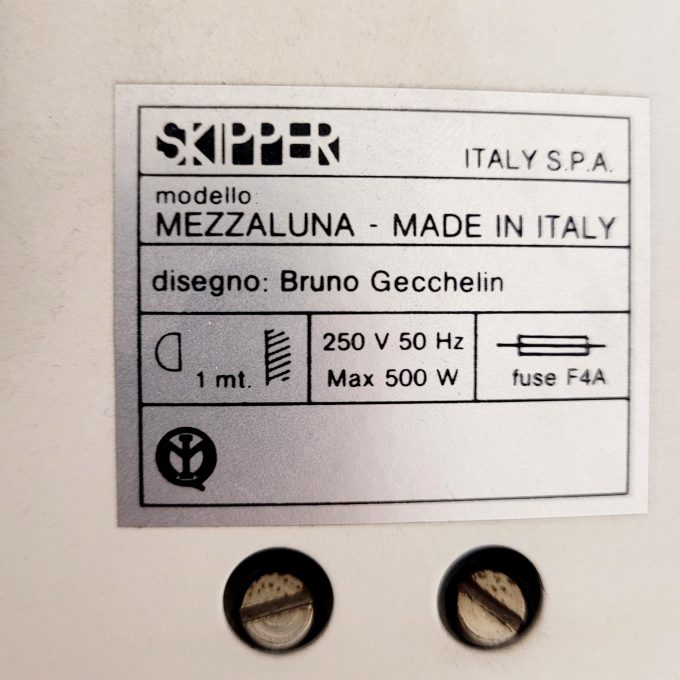 SKIPPER
ITALY S.P.A.
modello:
MEZZALUNA - MADE IN ITALY
disegno: Bruno Gecchelin
1 mt.
250 V 50 Hz
Max 500 W
fuse F4A